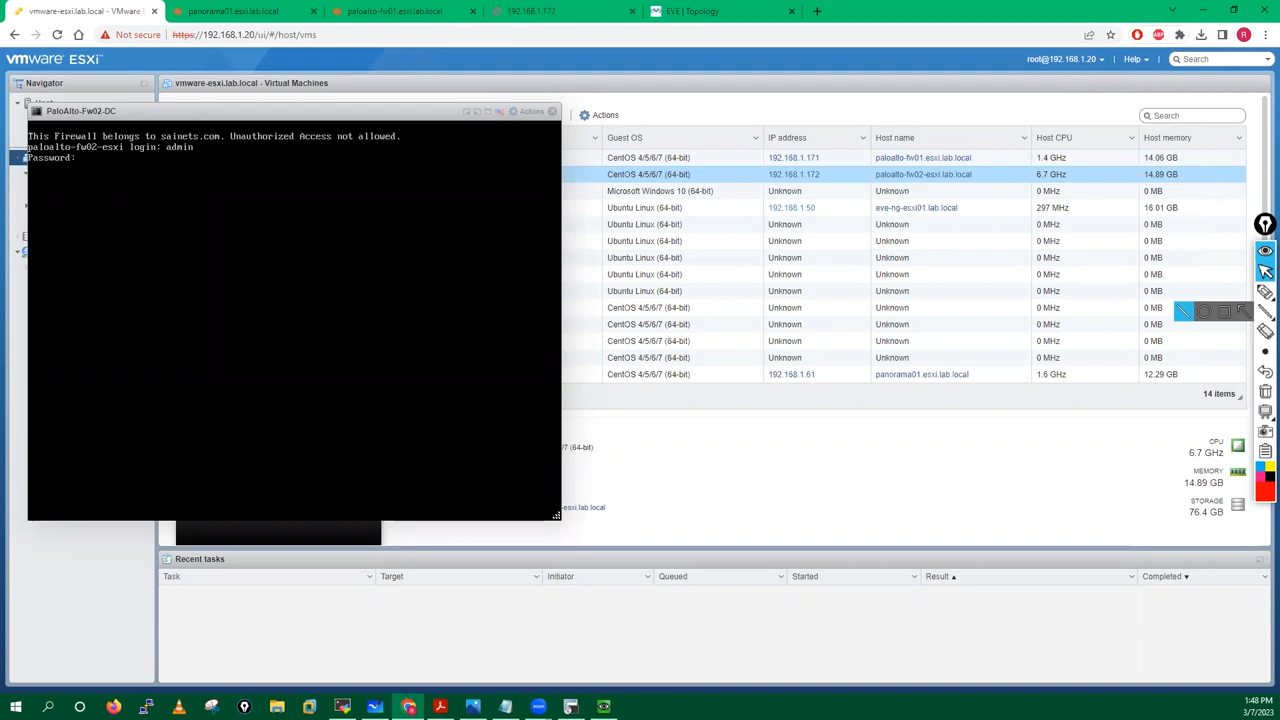 vmware-esxi.lab.local - VMware E
panorama01.esxi.lab.local
paloalto-fw01.esxi.lab.local
192.168.1.172
EVE | Topology
Not secure
https://192.168.1.20/ui/#/host/vms
vmware ESXi
root@192.168.1.20
Help
Search
Navigator
vmware-esxi.lab.local - Virtual Machines
PaloAlto-Fw02-DC
Actions
Actions
Search
This Firewall belongs to sainets.com. Unauthorized Access not allowed.
paloalto-fw02-esxi login: admin
Password:
Guest OS
IP address
Host name
Host CPU
Host memory
CentOS 4/5/6/7 (64-bit) 192.168.1.171 paloalto-fw01.esxi.lab.local 1.4 GHz 14.06 GB
CentOS 4/5/6/7 (64-bit) 192.168.1.172 paloalto-fw02-esxi.lab.local 6.7 GHz 14.89 GB
Microsoft Windows 10 (64-bit) Unknown Unknown 0 MHz 0 MB
Ubuntu Linux (64-bit) 192.168.1.50 eve-ng-esxi01.lab.local 297 MHz 16.01 GB
Ubuntu Linux (64-bit) Unknown Unknown 0 MHz 0 MB
Ubuntu Linux (64-bit) Unknown Unknown 0 MHz 0 MB
Ubuntu Linux (64-bit) Unknown Unknown 0 MHz 0 MB
Ubuntu Linux (64-bit) Unknown Unknown 0 MHz 0 MB
Ubuntu Linux (64-bit) Unknown Unknown 0 MHz 0 MB
CentOS 4/5/6/7 (64-bit) Unknown Unknown 0 MHz 0 MB
CentOS 4/5/6/7 (64-bit) Unknown Unknown 0 MHz 0 MB
CentOS 4/5/6/7 (64-bit) Unknown Unknown 0 MHz 0 MB
CentOS 4/5/6/7 (64-bit) Unknown Unknown 0 MHz 0 MB
CentOS 4/5/6/7 (64-bit) 192.168.1.61 panorama01.esxi.lab.local 1.6 GHz 12.29 GB
14 items
/7 (64-bit)
CPU
6.7 GHz
MEMORY
14.89 GB
STORAGE
76.4 GB
esxi.lab.local
Recent tasks
Task
Target
Initiator
Queued
Started
Result
Completed
1:48 PM
3/7/2023